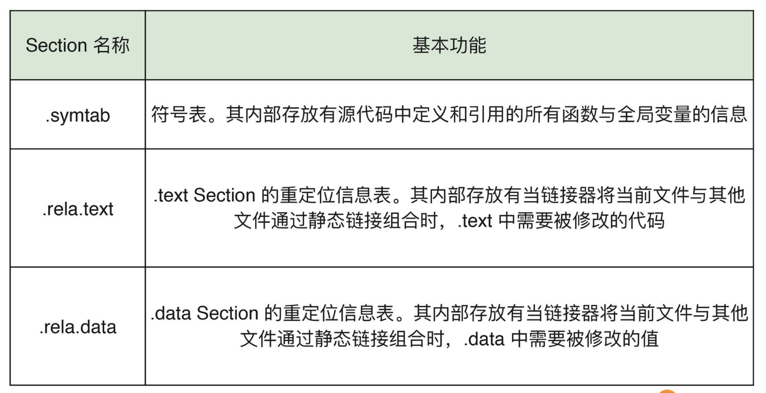 Section 名称
基本功能
.symtab
符号表。其内部存放有源代码中定义和引用的所有函数与全局变量的信息
.rela.text
.text Section 的重定位信息表。其内部存放有当链接器将当前文件与其他
文件通过静态链接组合时，.text 中需要被修改的代码
.rela.data
.data Section 的重定位信息表。其内部存放有当链接器将当前文件与其他
文件通过静态链接组合时，.data 中需要被修改的值